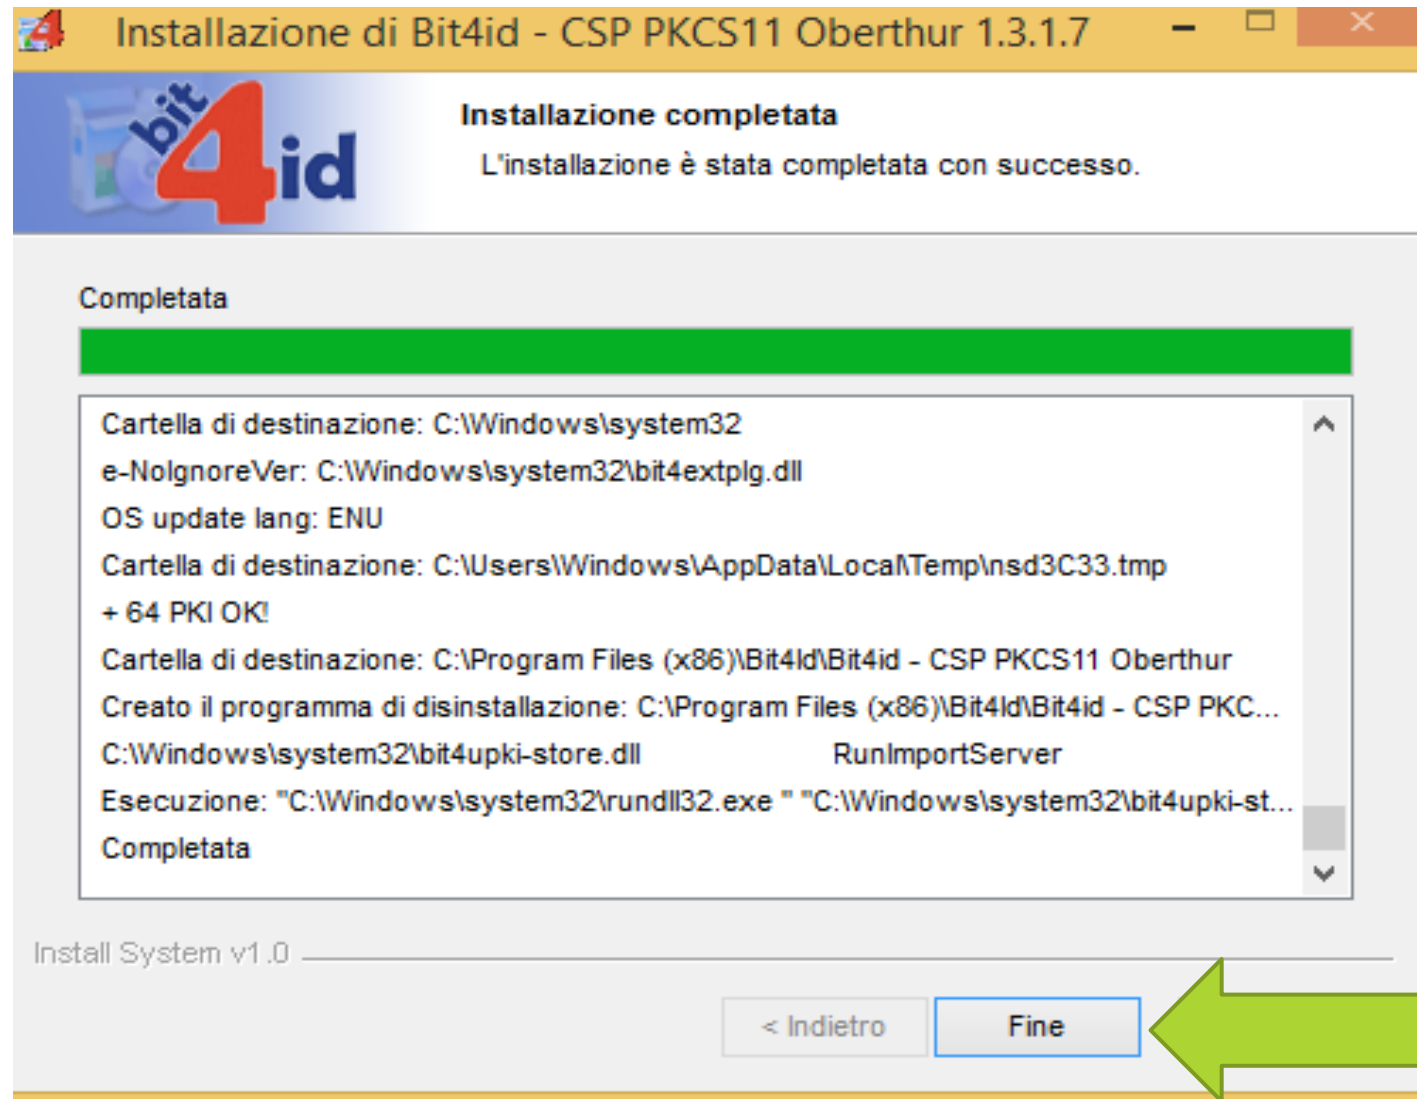 Installazione di Bit4id - CSP PKCS11 Oberthur 1.3.1.7
bit 4 id
Installazione completata
L'installazione è stata completata con successo.
Completata
Cartella di destinazione: C:\Windows\system32
e-NoIgnoreVer: C:\Windows\system32\bit4extplg.dll
OS update lang: ENU
Cartella di destinazione: C:\Users\Windows\AppData\Local\Temp\nsd3C33.tmp
+ 64 PKI OK!
Cartella di destinazione: C:\Program Files (x86)\Bit4Id\Bit4id - CSP PKCS11 Oberthur
Creato il programma di disinstallazione: C:\Program Files (x86)\Bit4Id\Bit4id - CSP PKC...
C:\Windows\system32\bit4upki-store.dll RunImportServer
Esecuzione: "C:\Windows\system32\rundll32.exe " "C:\Windows\system32\bit4upki-st...
Completata
Install System v1.0
< Indietro Fine